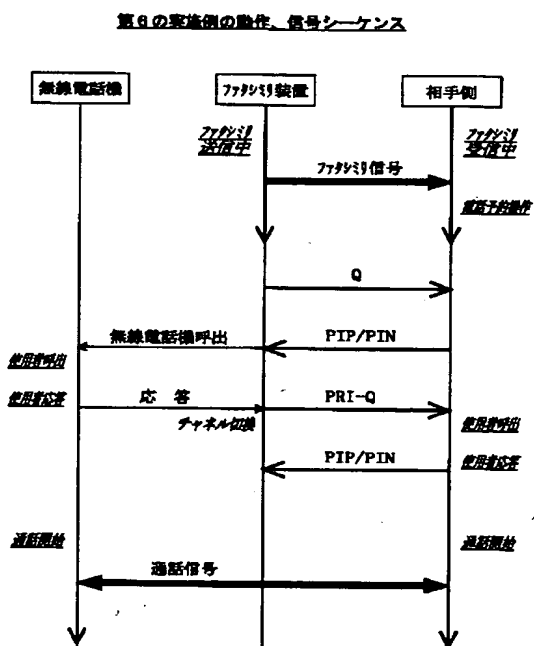 第6の実施例の動作、信号シーケンス
無線電話機
ファクシミリ装置
相手側
ファクシミリ
送信中
ファクシミリ
受信中
ファクシミリ信号
電話予約操作
Q
無線電話機呼出
PIP/PIN
使用者呼出
使用者応答
応 答
PRI-Q
チャネル切換
使用者呼出
PIP/PIN
使用者応答
通話開始
通話開始
通話信号